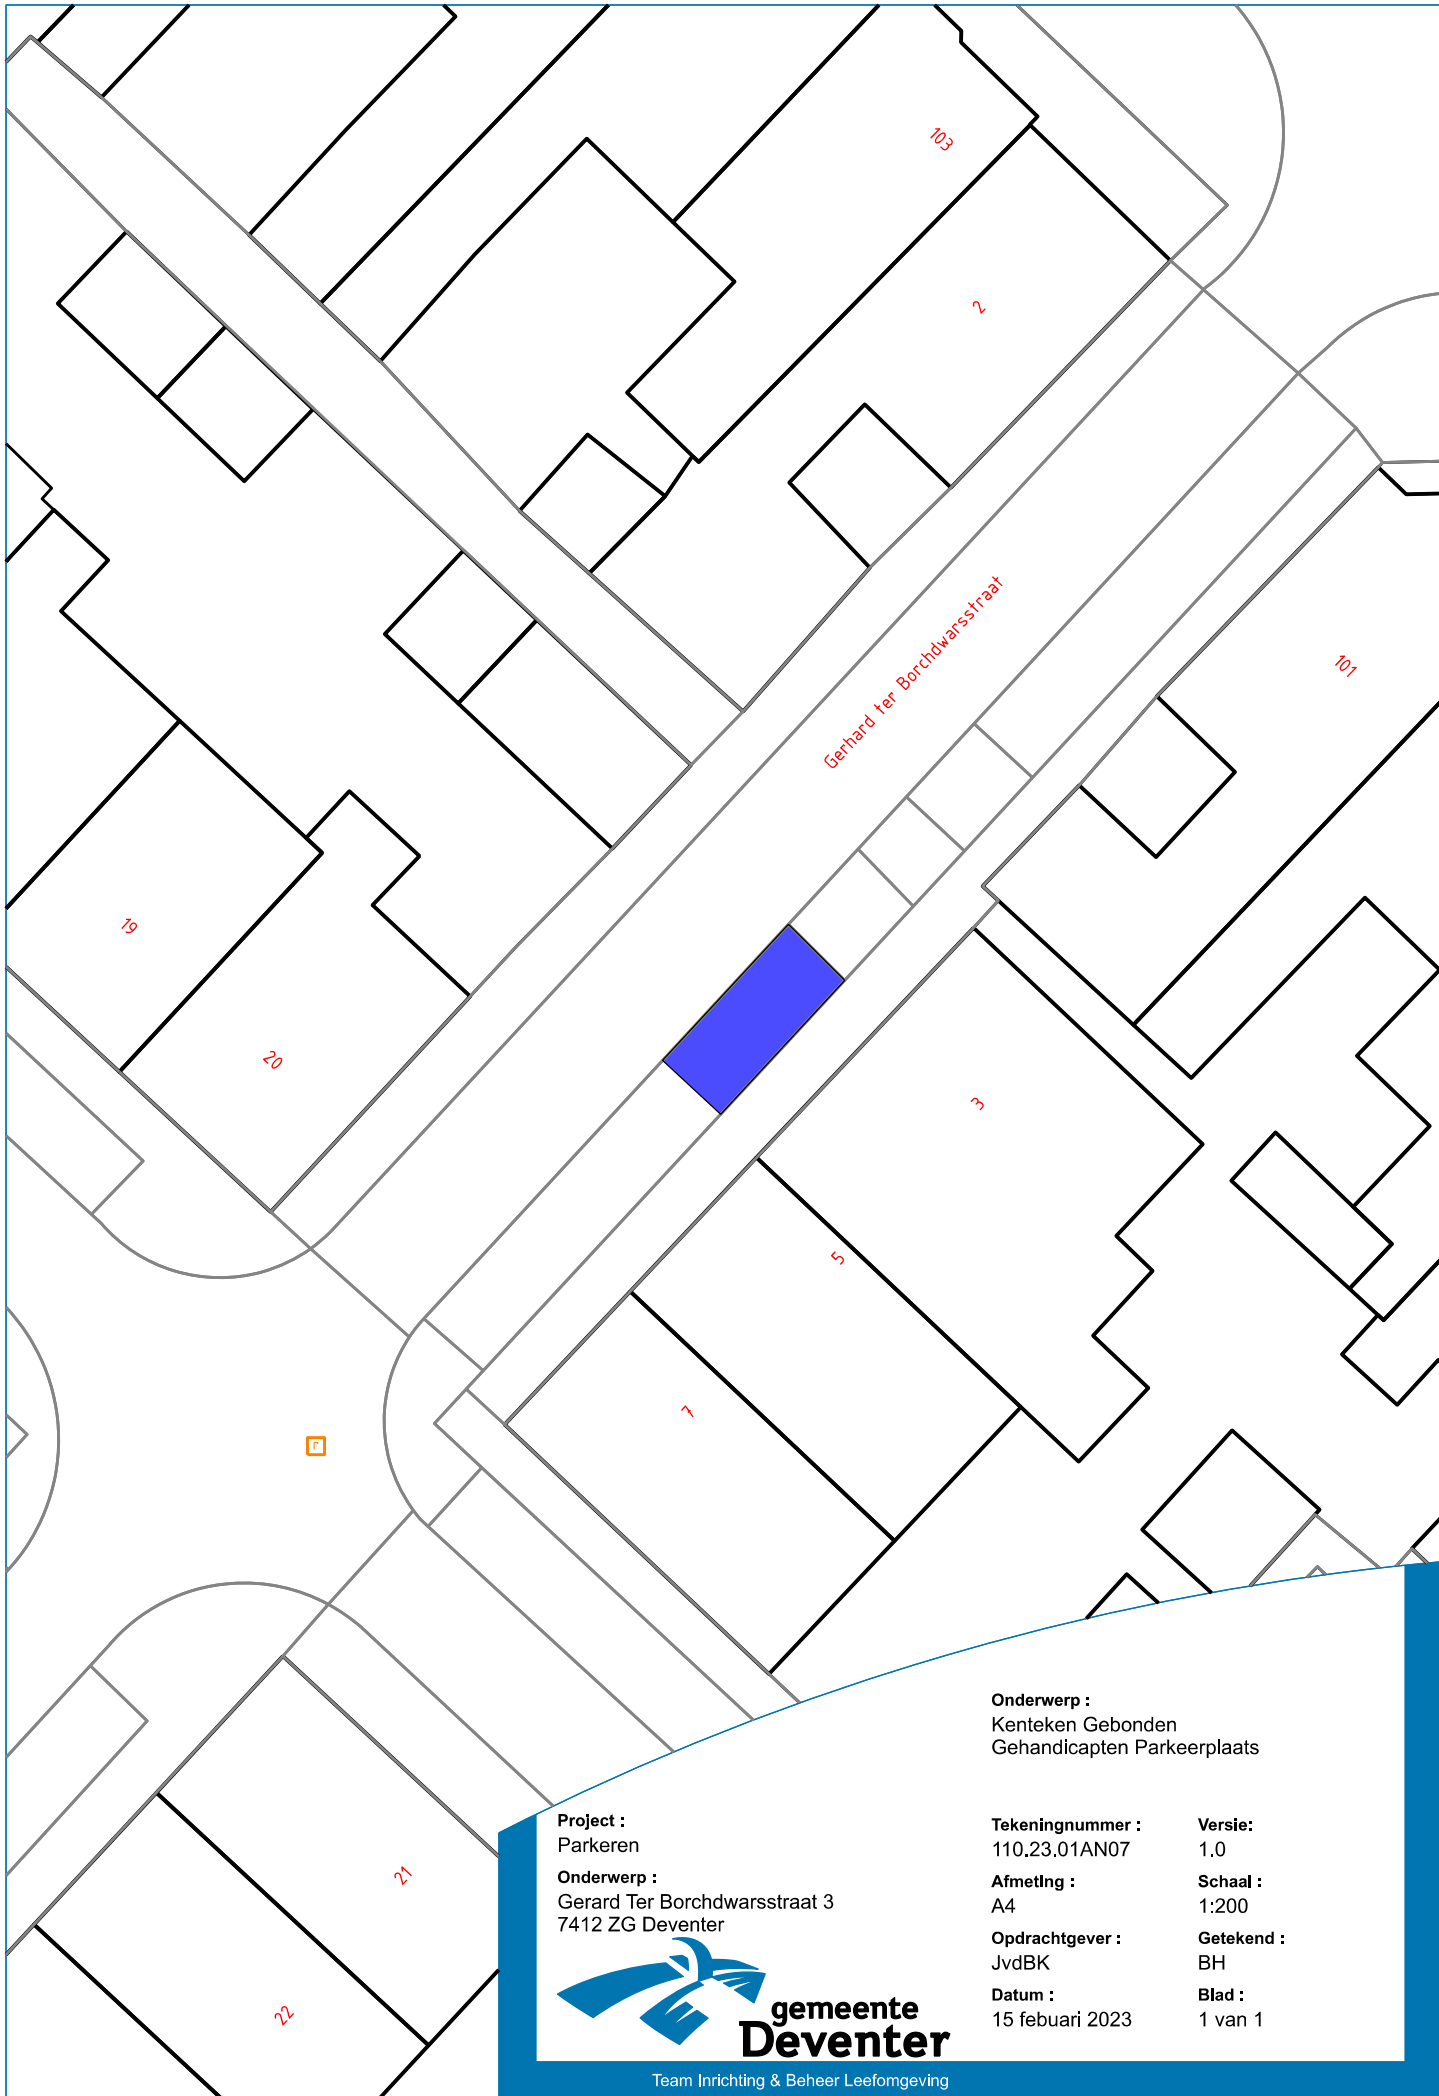 103
2
101
Gerhard ter Borchdwarsstraat
19
20
3
5
7
r
21
22
Onderwerp :
Kenteken Gebonden
Gehandicapten Parkeerplaats
Project :
Parkeren
Onderwerp :
Gerard Ter Borchdwarsstraat 3
7412 ZG Deventer
Tekeningnummer :
110.23.01AN07
Versie:
1.0
Afmeting :
A4
Schaal :
1:200
Opdrachtgever :
JvdBK
Getekend :
BH
Datum :
15 febuari 2023
Blad :
1 van 1
gemeente
Deventer
Team Inrichting & Beheer Leefomgeving